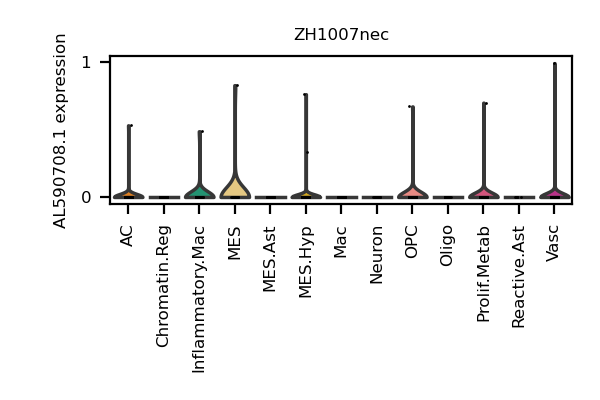 ZH1007nec
AL590708.1 expression
1
0
AC
Chromatin.Reg
Inflammatory.Mac
MES
MES.Ast
MES.Hyp
Mac
Neuron
OPC
Oligo
Prolif.Metab
Reactive.Ast
Vasc